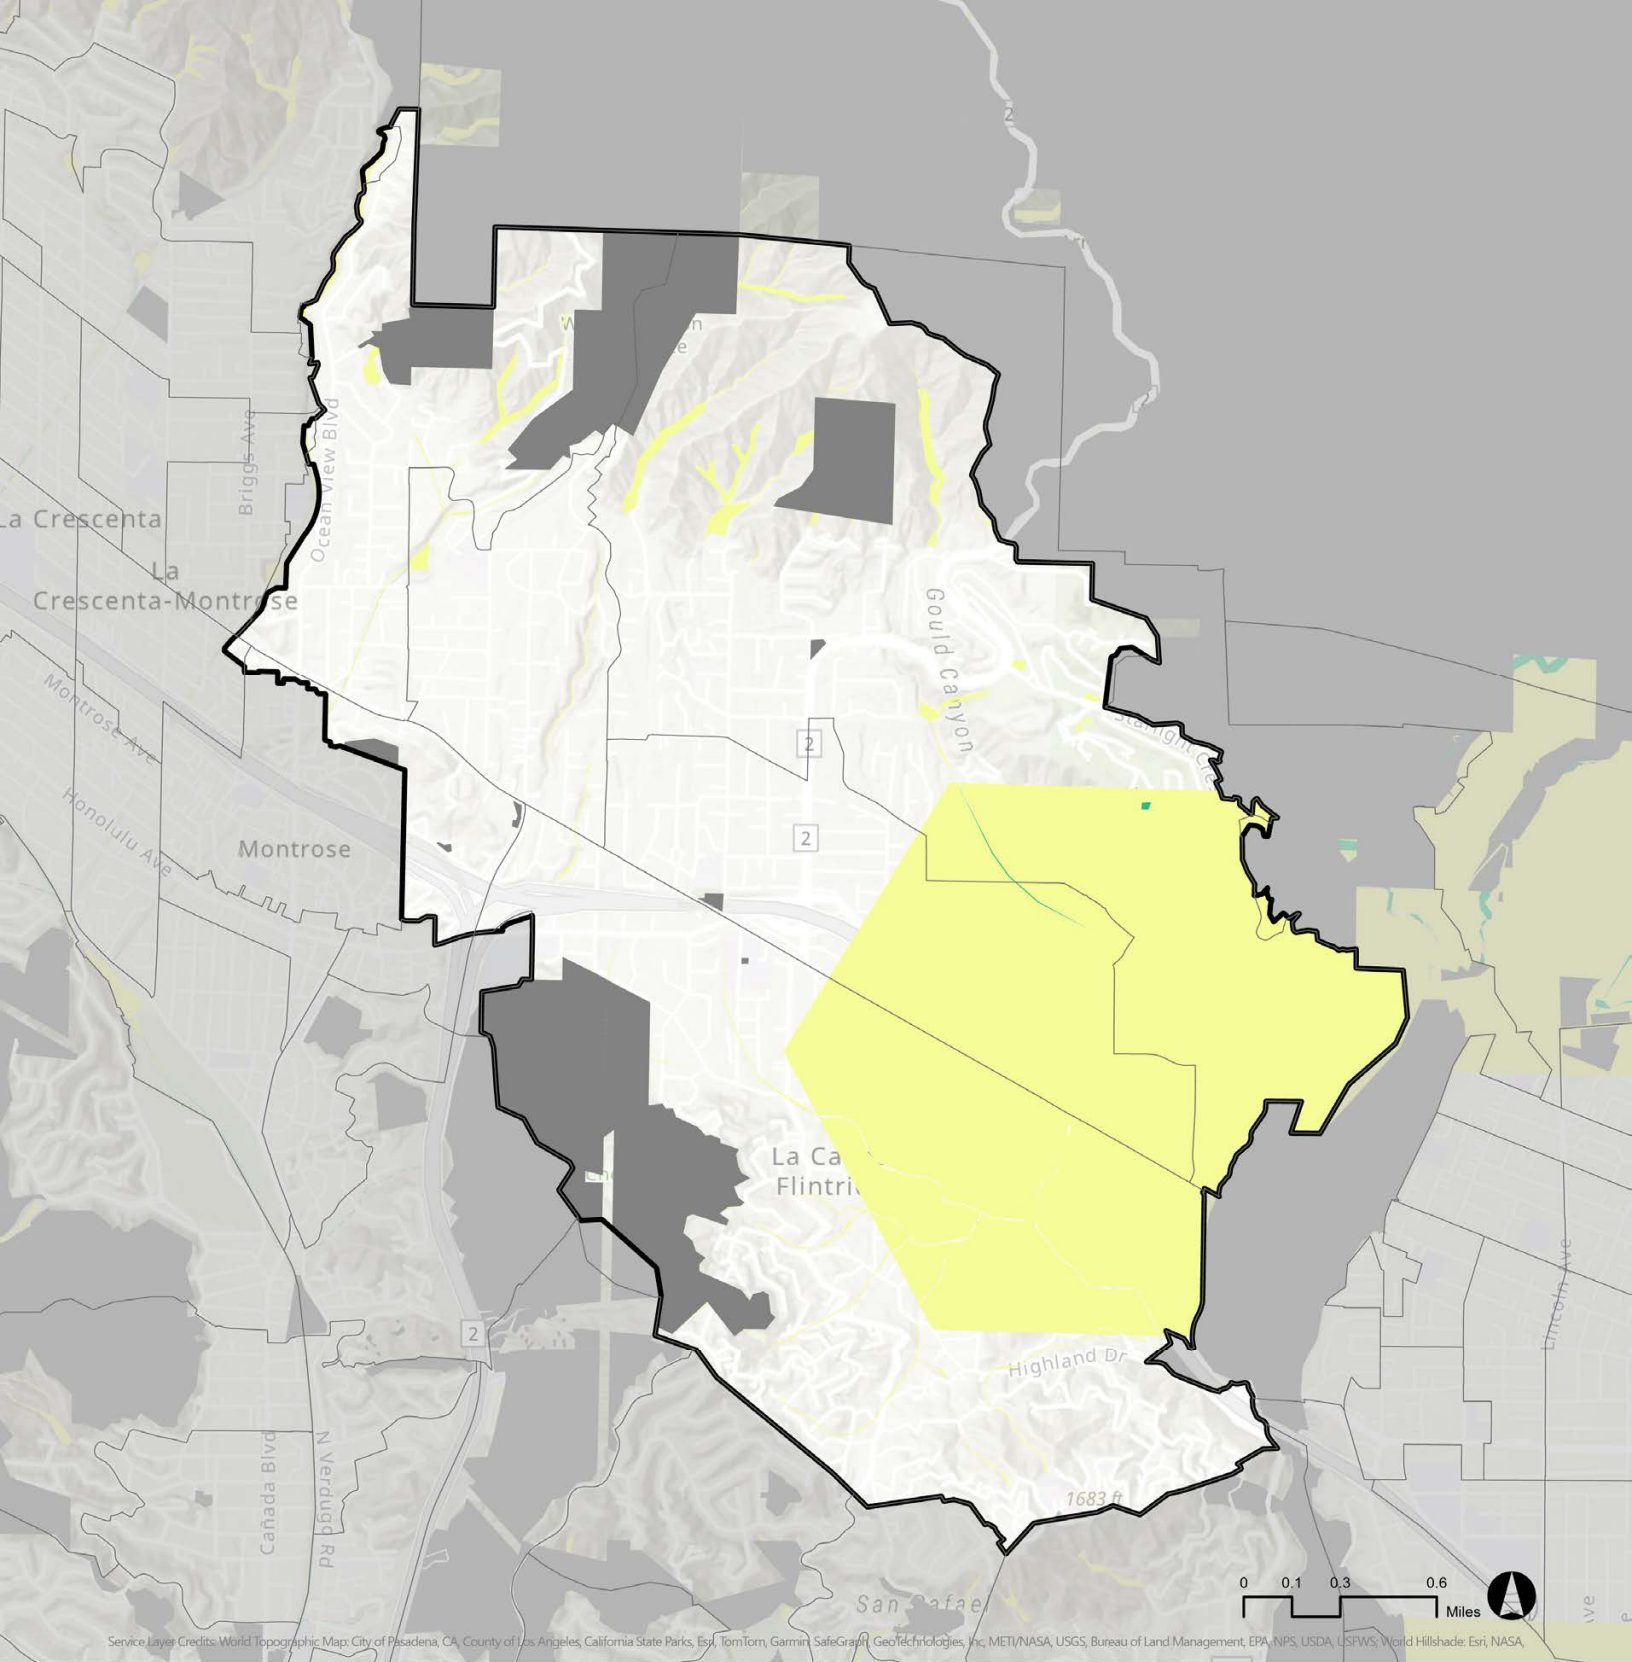 2
La Crescenta
La
Crescenta-Montrose
Briggs Ave
Ocean View Blvd
Gould Canyon
Montrose Ave
Honolulu Ave
Montrose
2
2
La Ca
Flintri
Highland Dr
2
Lincoln Ave
Cañada Blvd
N Verdugo Rd
1683 ft
San Rafael
0 0.1 0.3 0.6
Miles
Service Layer Credits: World Topographic Map: City of Pasadena, CA, County of Los Angeles, California State Parks, Esri, TomTom, Garmin, SafeGraph, GeoTechnologies, Inc, METI/NASA, USGS, Bureau of Land Management, EPA, NPS, USDA, USFWS; World Hillshade: Esri, NASA,